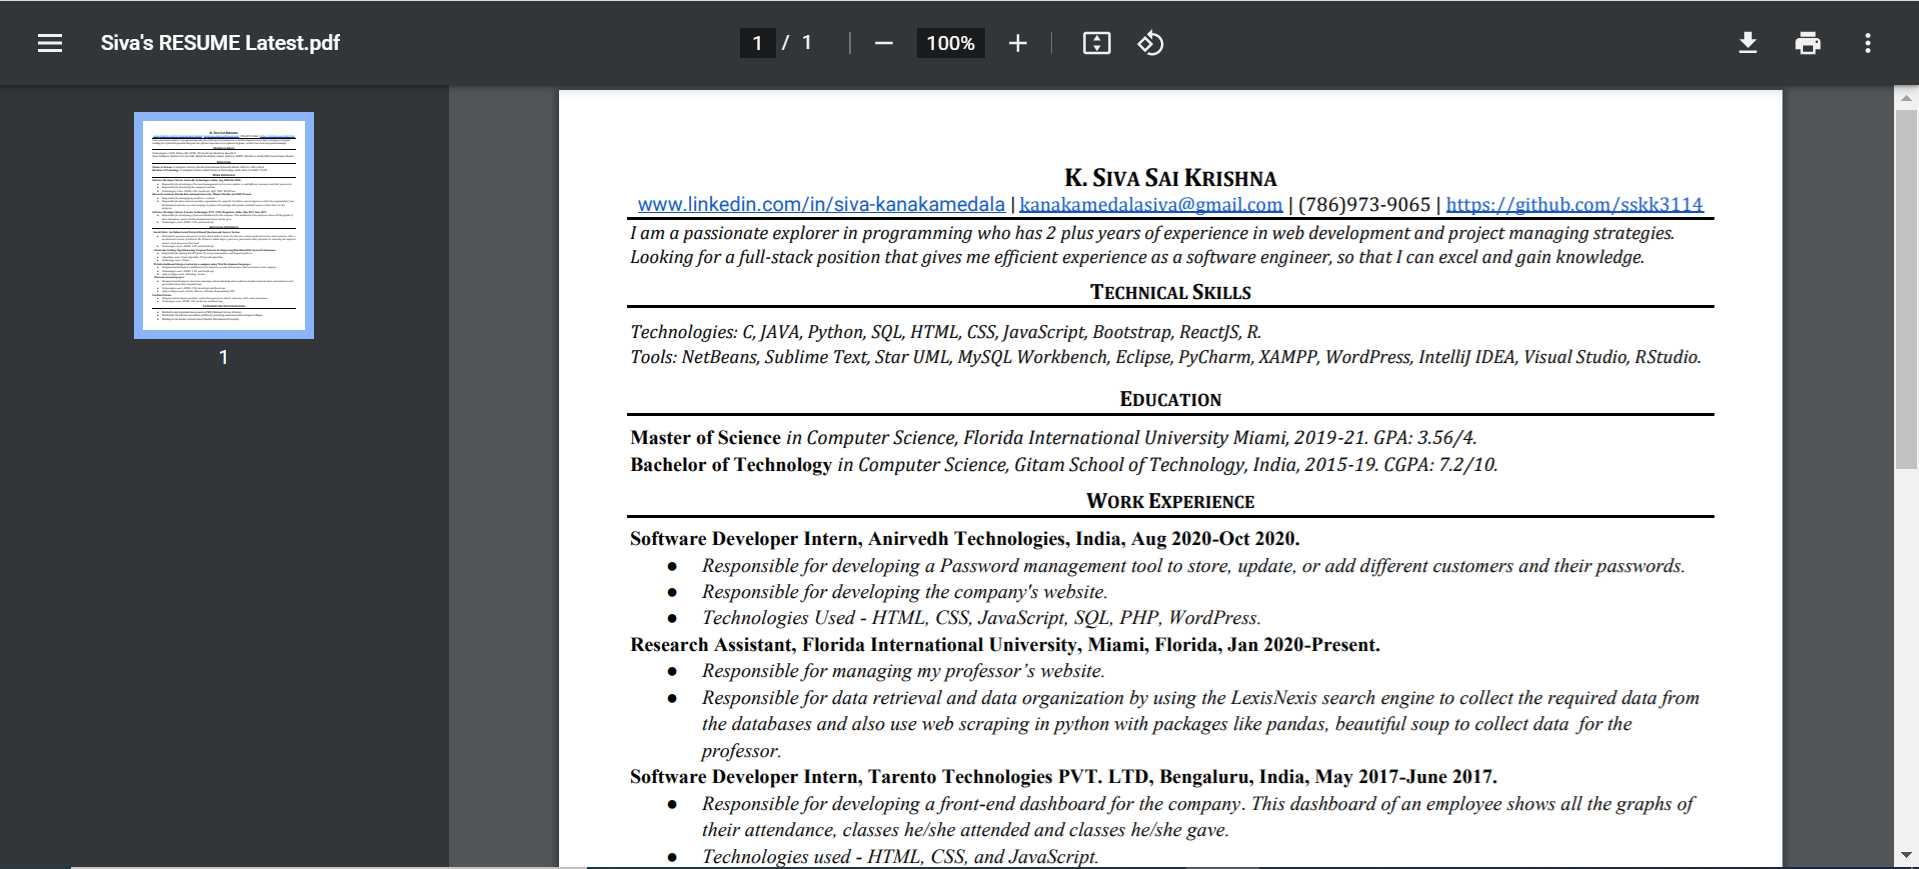 Siva's RESUME Latest.pdf
1 / 1
100%
1
K. SIVA SAI KRISHNA
www.linkedin.com/in/siva-kanakamedala | kanakamedalasiva@gmail.com | (786)973-9065 | https://github.com/sskk3114
I am a passionate explorer in programming who has 2 plus years of experience in web development and project managing strategies.
Looking for a full-stack position that gives me efficient experience as a software engineer, so that I can excel and gain knowledge.
TECHNICAL SKILLS
Technologies: C, JAVA, Python, SQL, HTML, CSS, JavaScript, Bootstrap, ReactJS, R.
Tools: NetBeans, Sublime Text, Star UML, MySQL Workbench, Eclipse, PyCharm, XAMPP, WordPress, IntelliJ IDEA, Visual Studio, RStudio.
EDUCATION
Master of Science in Computer Science, Florida International University Miami, 2019-21. GPA: 3.56/4.
Bachelor of Technology in Computer Science, Gitam School of Technology, India, 2015-19. CGPA: 7.2/10.
WORK EXPERIENCE
Software Developer Intern, Anirvedh Technologies, India, Aug 2020-Oct 2020.
● Responsible for developing a Password management tool to store, update, or add different customers and their passwords.
● Responsible for developing the company's website.
● Technologies Used - HTML, CSS, JavaScript, SQL, PHP, WordPress.
Research Assistant, Florida International University, Miami, Florida, Jan 2020-Present.
● Responsible for managing my professor’s website.
● Responsible for data retrieval and data organization by using the LexisNexis search engine to collect the required data from
the databases and also use web scraping in python with packages like pandas, beautiful soup to collect data for the
professor.
Software Developer Intern, Tarento Technologies PVT. LTD, Bengaluru, India, May 2017-June 2017.
● Responsible for developing a front-end dashboard for the company. This dashboard of an employee shows all the graphs of
their attendance, classes he/she attended and classes he/she gave.
● Technologies used - HTML, CSS, and JavaScript.